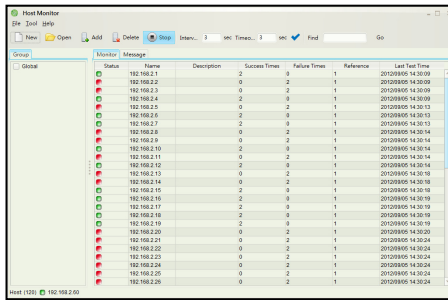 Host Monitor
File Tool Help
New Open Add Delete Stop Interv... 3 sec Timeo... 3 sec Find Go
Group Monitor Message
Global
Status Name Description Success Times Failure Times Reference Last Test Time
192.168.2.1 2 0 1 2012/09/05 14:30:09
192.168.2.2 0 2 1 2012/09/05 14:30:09
192.168.2.3 0 2 1 2012/09/05 14:30:09
192.168.2.4 2 0 1 2012/09/05 14:30:09
192.168.2.5 0 2 1 2012/09/05 14:30:13
192.168.2.6 2 0 1 2012/09/05 14:30:13
192.168.2.7 2 0 1 2012/09/05 14:30:13
192.168.2.8 0 2 1 2012/09/05 14:30:14
192.168.2.9 0 2 1 2012/09/05 14:30:14
192.168.2.10 2 0 1 2012/09/05 14:30:14
192.168.2.11 0 2 1 2012/09/05 14:30:14
192.168.2.12 2 0 1 2012/09/05 14:30:14
192.168.2.13 0 2 1 2012/09/05 14:30:18
192.168.2.14 0 2 1 2012/09/05 14:30:18
192.168.2.15 2 1 2012/09/05 14:30:19
192.168.2.16 2 0 1 2012/09/05 14:30:19
192.168.2.17 2 0 1 2012/09/05 14:30:19
192.168.2.18 2 0 1 2012/09/05 14:30:19
192.168.2.19 2 0 1 2012/09/05 14:30:19
192.168.2.20 0 2 1 2012/09/05 14:30:20
192.168.2.21 0 2 1 2012/09/05 14:30:24
192.168.2.22 0 2 1 2012/09/05 14:30:24
192.168.2.23 0 2 1 2012/09/05 14:30:24
192.168.2.24 0 2 1 2012/09/05 14:30:24
192.168.2.25 0 2 1 2012/09/05 14:30:24
192.168.2.26 0 2 1 2012/09/05 14:30:24
Host (120) 192.168.2.60